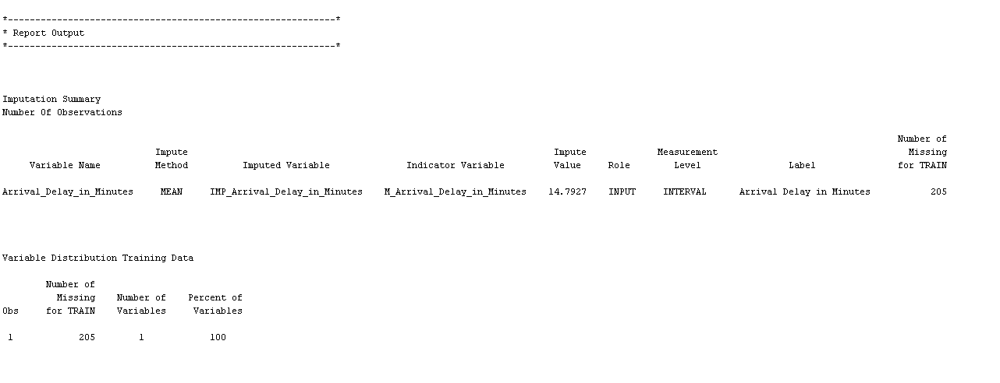 *------------------------------------------------------------*
* Report Output
*------------------------------------------------------------*
Imputation Summary
Number Of Observations
Number of
Impute Impute Measurement Missing
Variable Name Method Imputed Variable Indicator Variable Value Role Level Label for TRAIN
Arrival_Delay_in_Minutes MEAN IMP_Arrival_Delay_in_Minutes M_Arrival_Delay_in_Minutes 14.7927 INPUT INTERVAL Arrival Delay in Minutes 205
Variable Distribution Training Data
Number of
Missing Number of Percent of
Obs for TRAIN Variables Variables
1 205 1 100